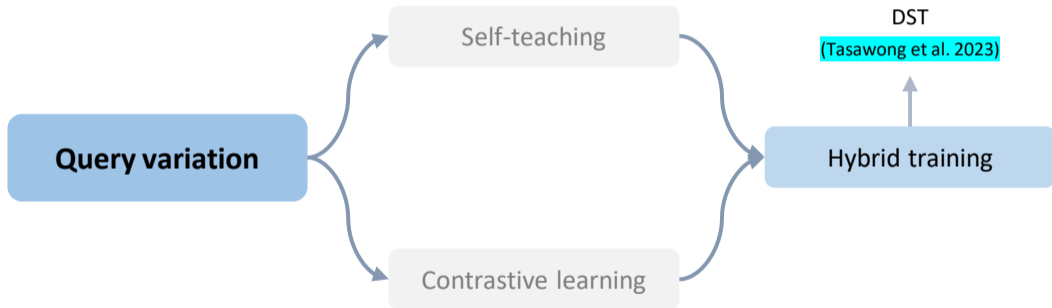 DST
(Tasawong et al. 2023)
Self-teaching
Query variation
Hybrid training
Contrastive learning